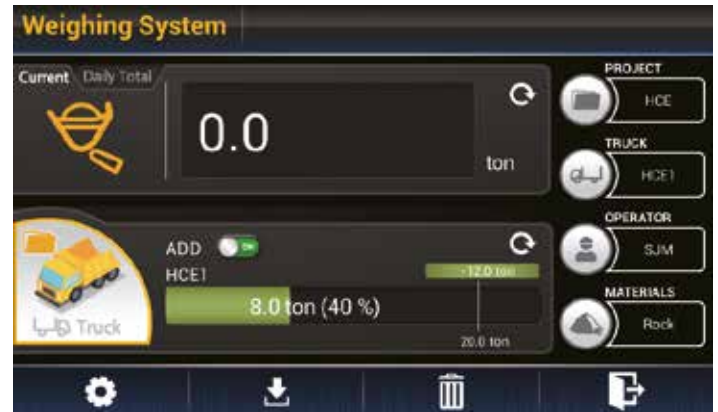 Weighing System
Current Daily Total
0.0
ton
ADD ON
HCE1
-12.0 ton
8.0 ton (40 %)
20.0 ton
Truck
PROJECT
HCE
TRUCK
HCE1
OPERATOR
SJM
MATERIALS
Rock